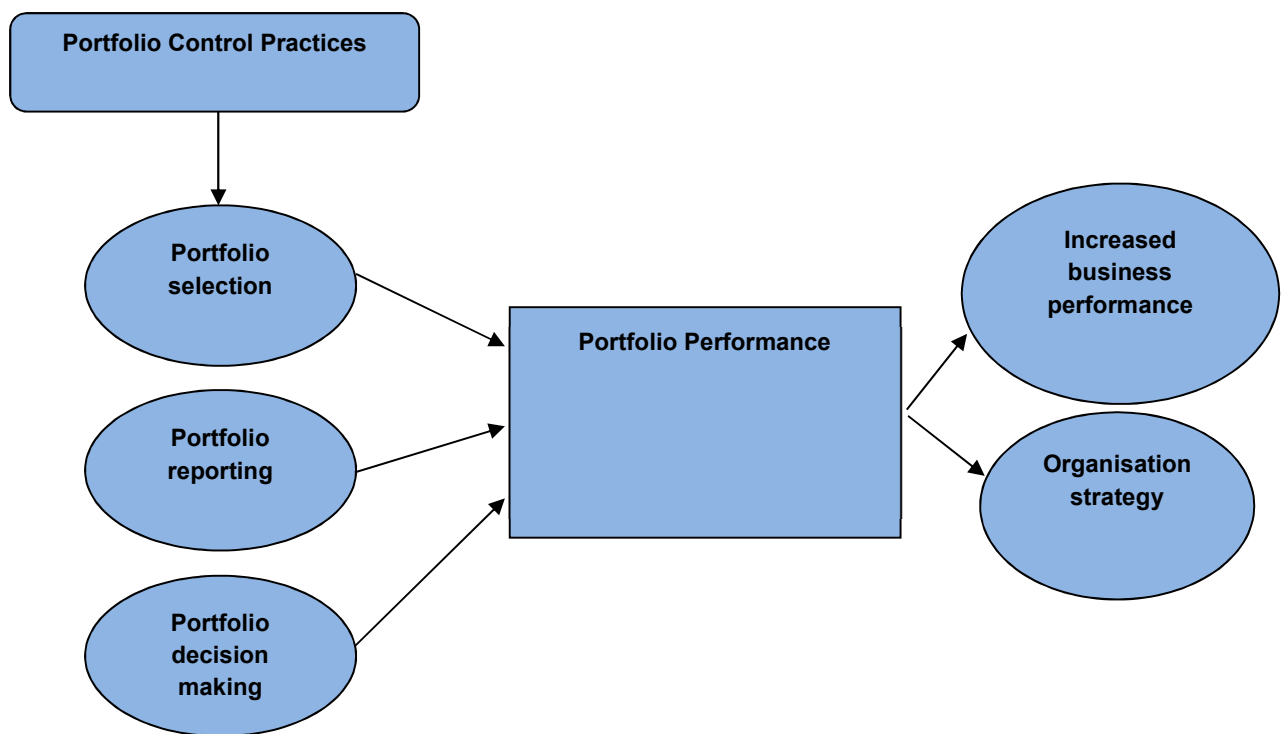 Portfolio Control Practices
Portfolio
selection
Portfolio
reporting
Portfolio
decision
making
Portfolio Performance
Increased
business
performance
Organisation
strategy